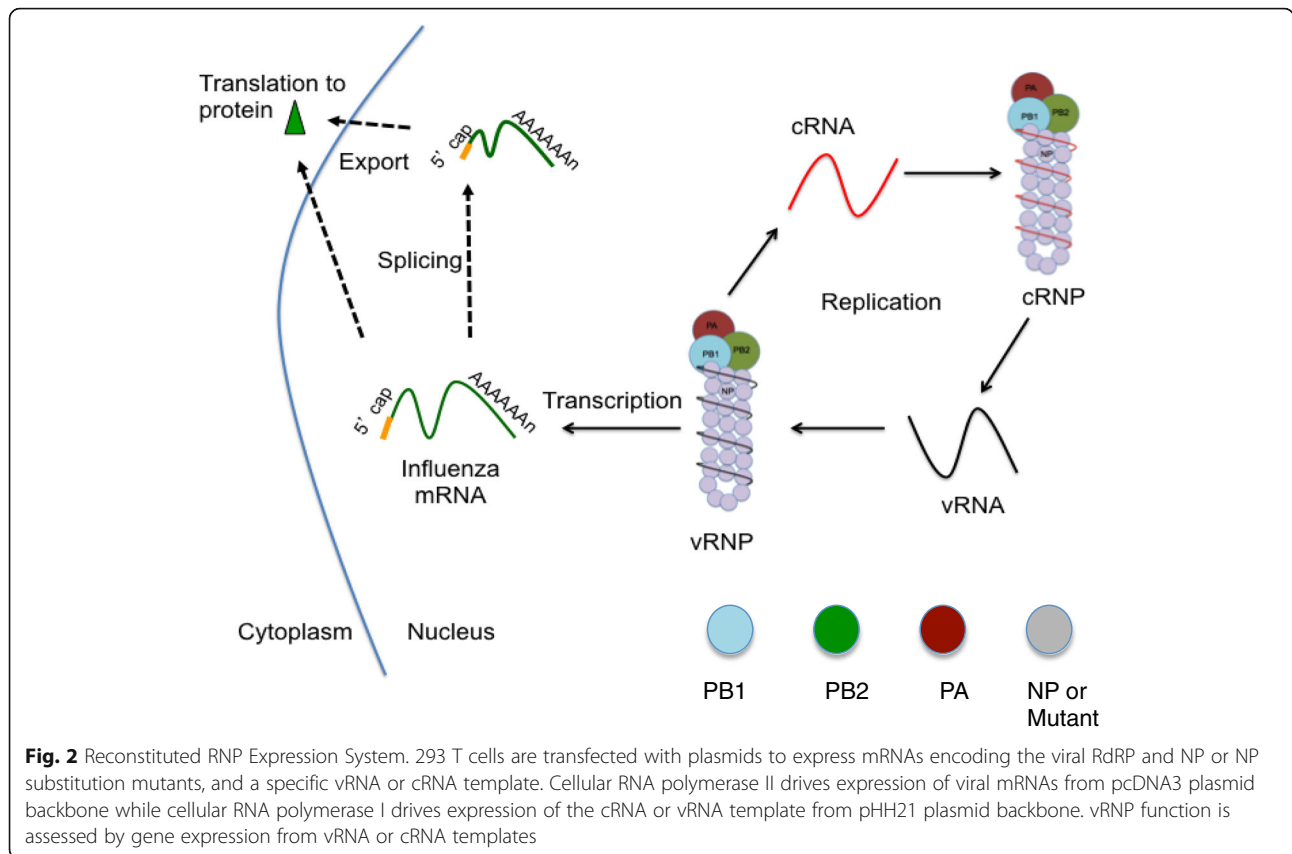 Translation to
protein
Export
5' cap
AAAAAAn
Splicing
5' cap
AAAAAAn
Influenza
mRNA
Transcription
cRNA
Replication
PA
PB1
PB2
NP
cRNP
PA
PB1
PB2
NP
vRNP
vRNA
Cytoplasm
Nucleus
PB1
PB2
PA
NP or
Mutant
Fig. 2 Reconstituted RNP Expression System. 293 T cells are transfected with plasmids to express mRNAs encoding the viral RdRP and NP or NP
substitution mutants, and a specific vRNA or cRNA template. Cellular RNA polymerase II drives expression of viral mRNAs from pcDNA3 plasmid
backbone while cellular RNA polymerase I drives expression of the cRNA or vRNA template from pHH21 plasmid backbone. vRNP function is
assessed by gene expression from vRNA or cRNA templates